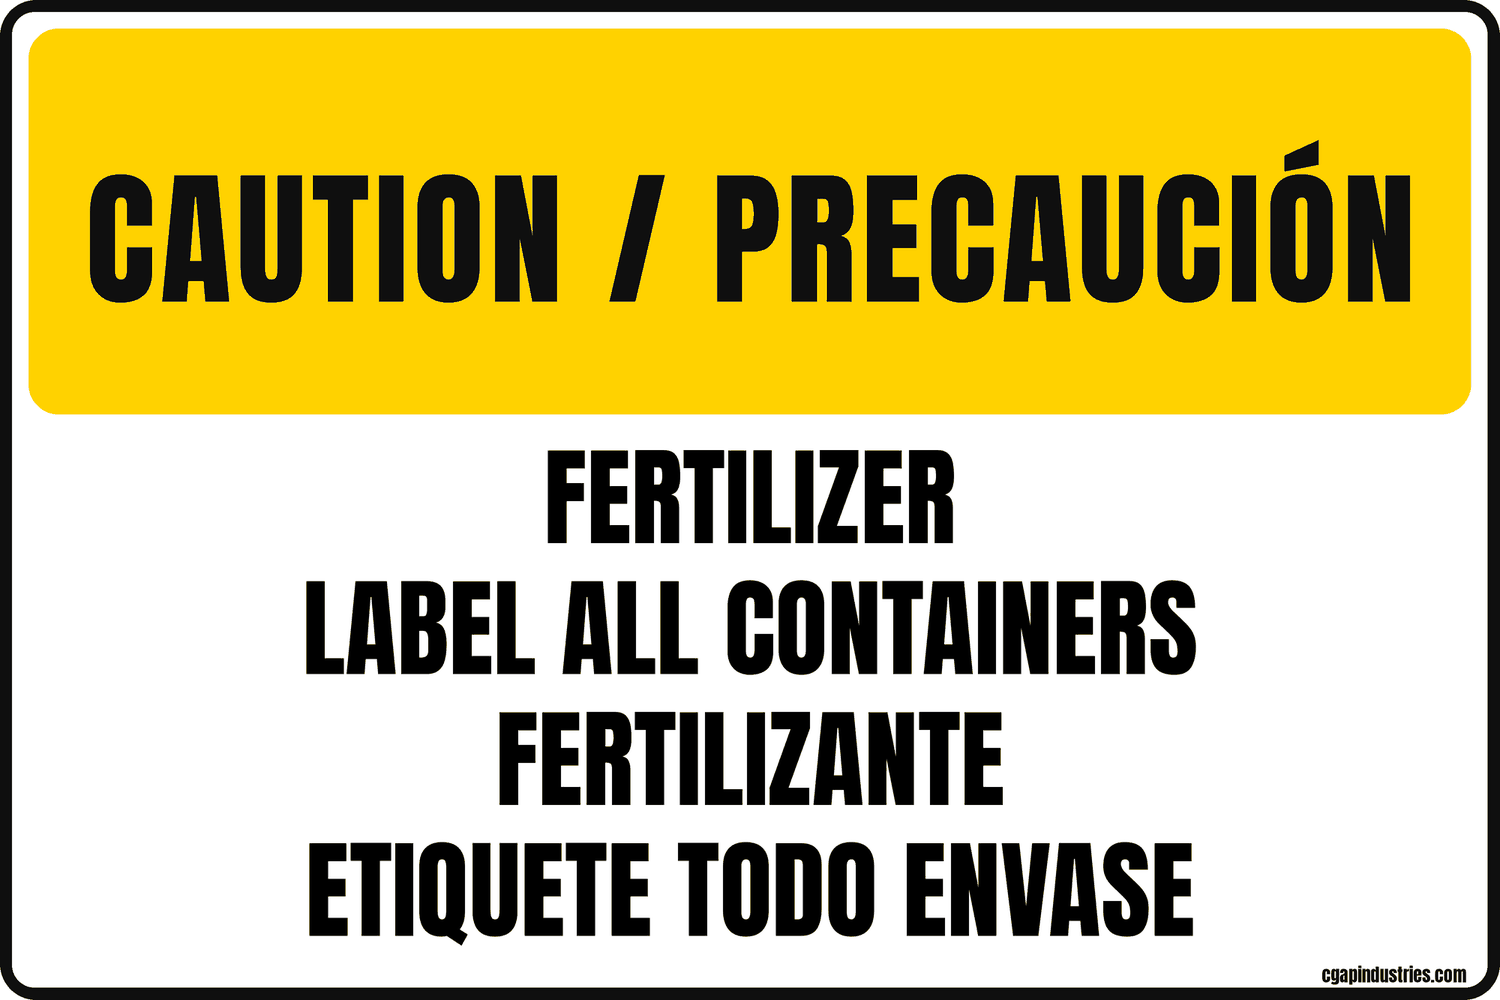 CAUTION / PRECAUCIÓN
FERTILIZER
LABEL ALL CONTAINERS
FERTILIZANTE
ETIQUETE TODO ENVASE
cgapindustries.com